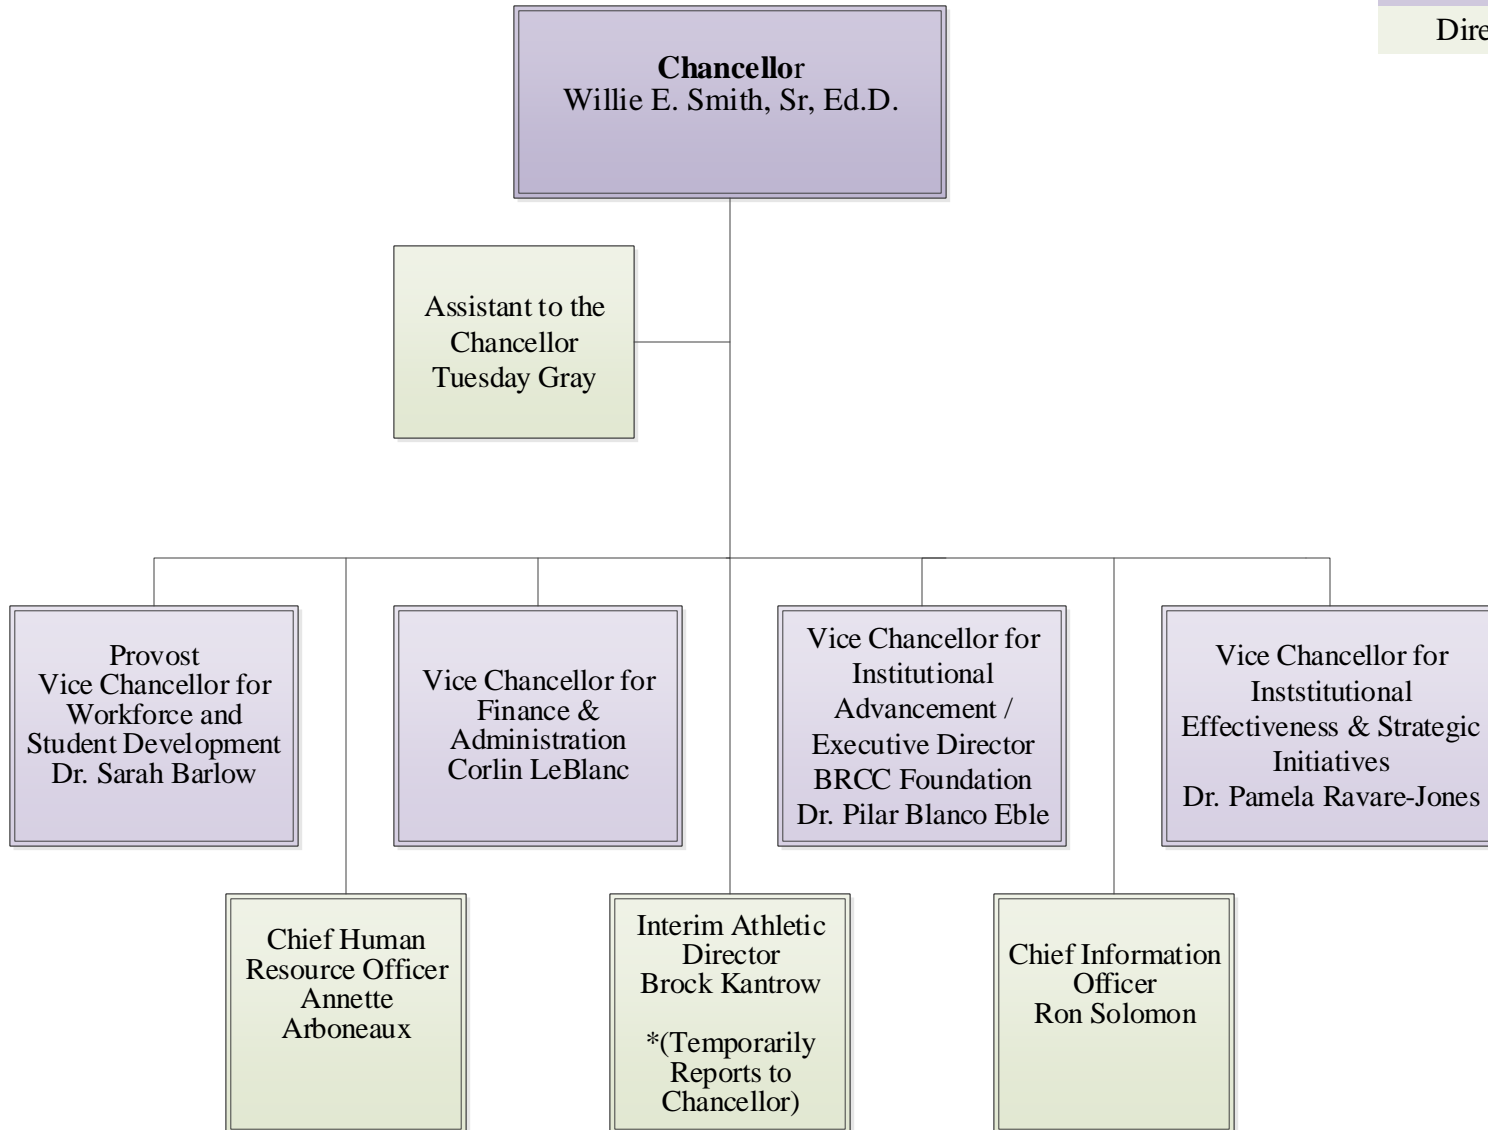 Dire
Chancellor
Willie E. Smith, Sr, Ed.D.
Assistant to the
Chancellor
Tuesday Gray
Provost
Vice Chancellor for
Workforce and
Student Development
Dr. Sarah Barlow
Vice Chancellor for
Finance &
Administration
Corlin LeBlanc
Vice Chancellor for
Institutional
Advancement /
Executive Director
BRCC Foundation
Dr. Pilar Blanco Eble
Vice Chancellor for
Inststitutional
Effectiveness & Strategic
Initiatives
Dr. Pamela Ravare-Jones
Chief Human
Resource Officer
Annette
Arboneaux
Interim Athletic
Director
Brock Kantrow
*(Temporarily
Reports to
Chancellor)
Chief Information
Officer
Ron Solomon